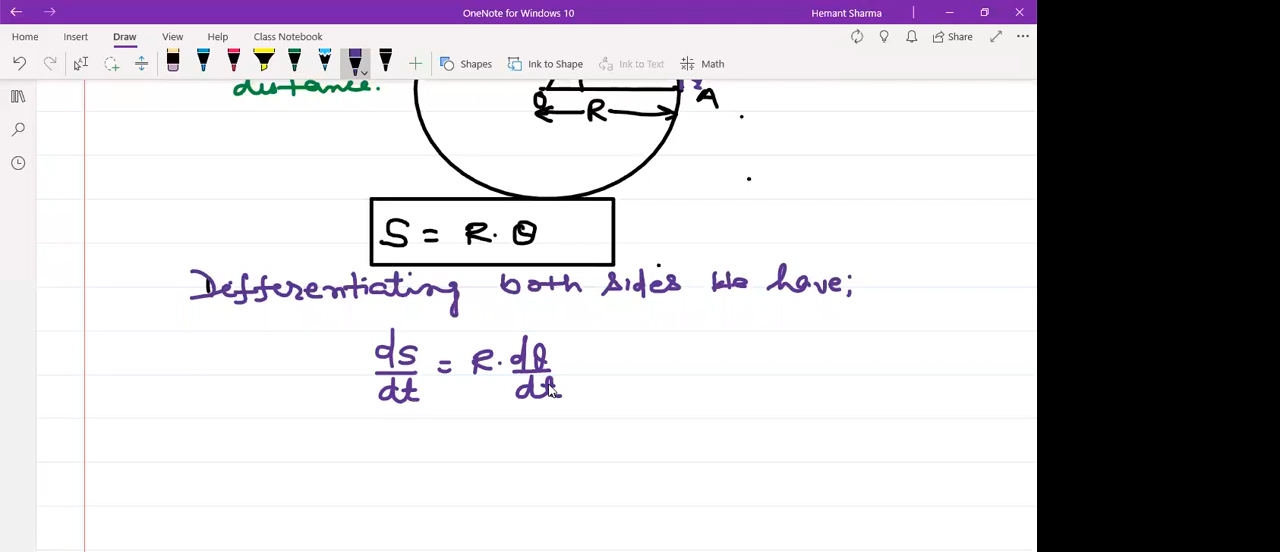 OneNote for Windows 10
Hemant Sharma
Home Insert Draw View Help Class Notebook
Share
Shapes Ink to Shape Ink to Text Math
distance.
O A
R
S = R. θ
Defferentiating both sides We have;
ds/dt = R. dθ/dt